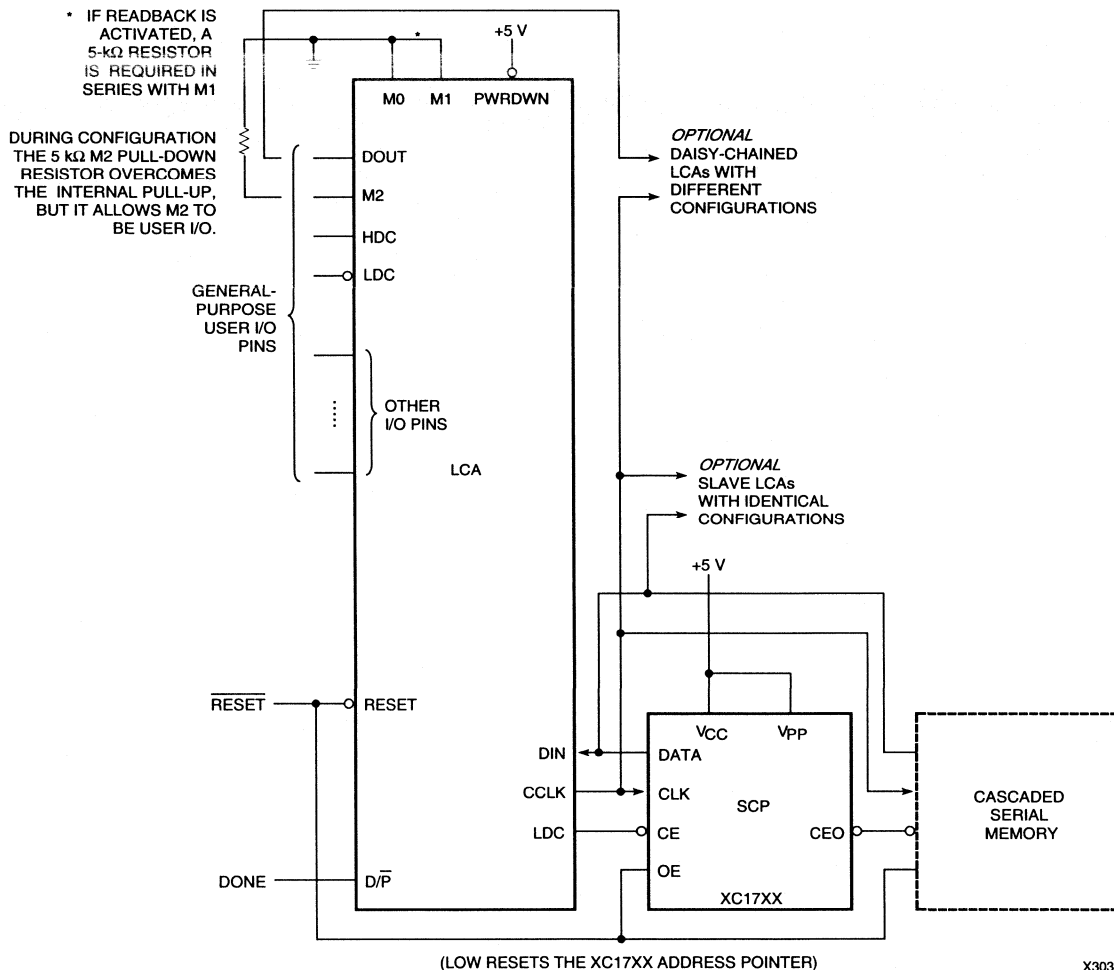 * IF READBACK IS
ACTIVATED, A
5-kΩ RESISTOR
IS REQUIRED IN
SERIES WITH M1
*
+5 V
M0
M1
PWRDWN
DURING CONFIGURATION
THE 5 kΩ M2 PULL-DOWN
RESISTOR OVERCOMES
THE INTERNAL PULL-UP,
BUT IT ALLOWS M2 TO
BE USER I/O.
DOUT
M2
HDC
LDC
GENERAL-
PURPOSE
USER I/O
PINS
OTHER
I/O PINS
LCA
OPTIONAL
DAISY-CHAINED
LCAs WITH
DIFFERENT
CONFIGURATIONS
OPTIONAL
SLAVE LCAs
WITH IDENTICAL
CONFIGURATIONS
+5 V
RESET
RESET
VCC
VPP
DIN
DATA
CCLK
CLK
SCP
LDC
CE
CEO
OE
XC17XX
CASCADED
SERIAL
MEMORY
DONE
D/P̅
(LOW RESETS THE XC17XX ADDRESS POINTER)
X303